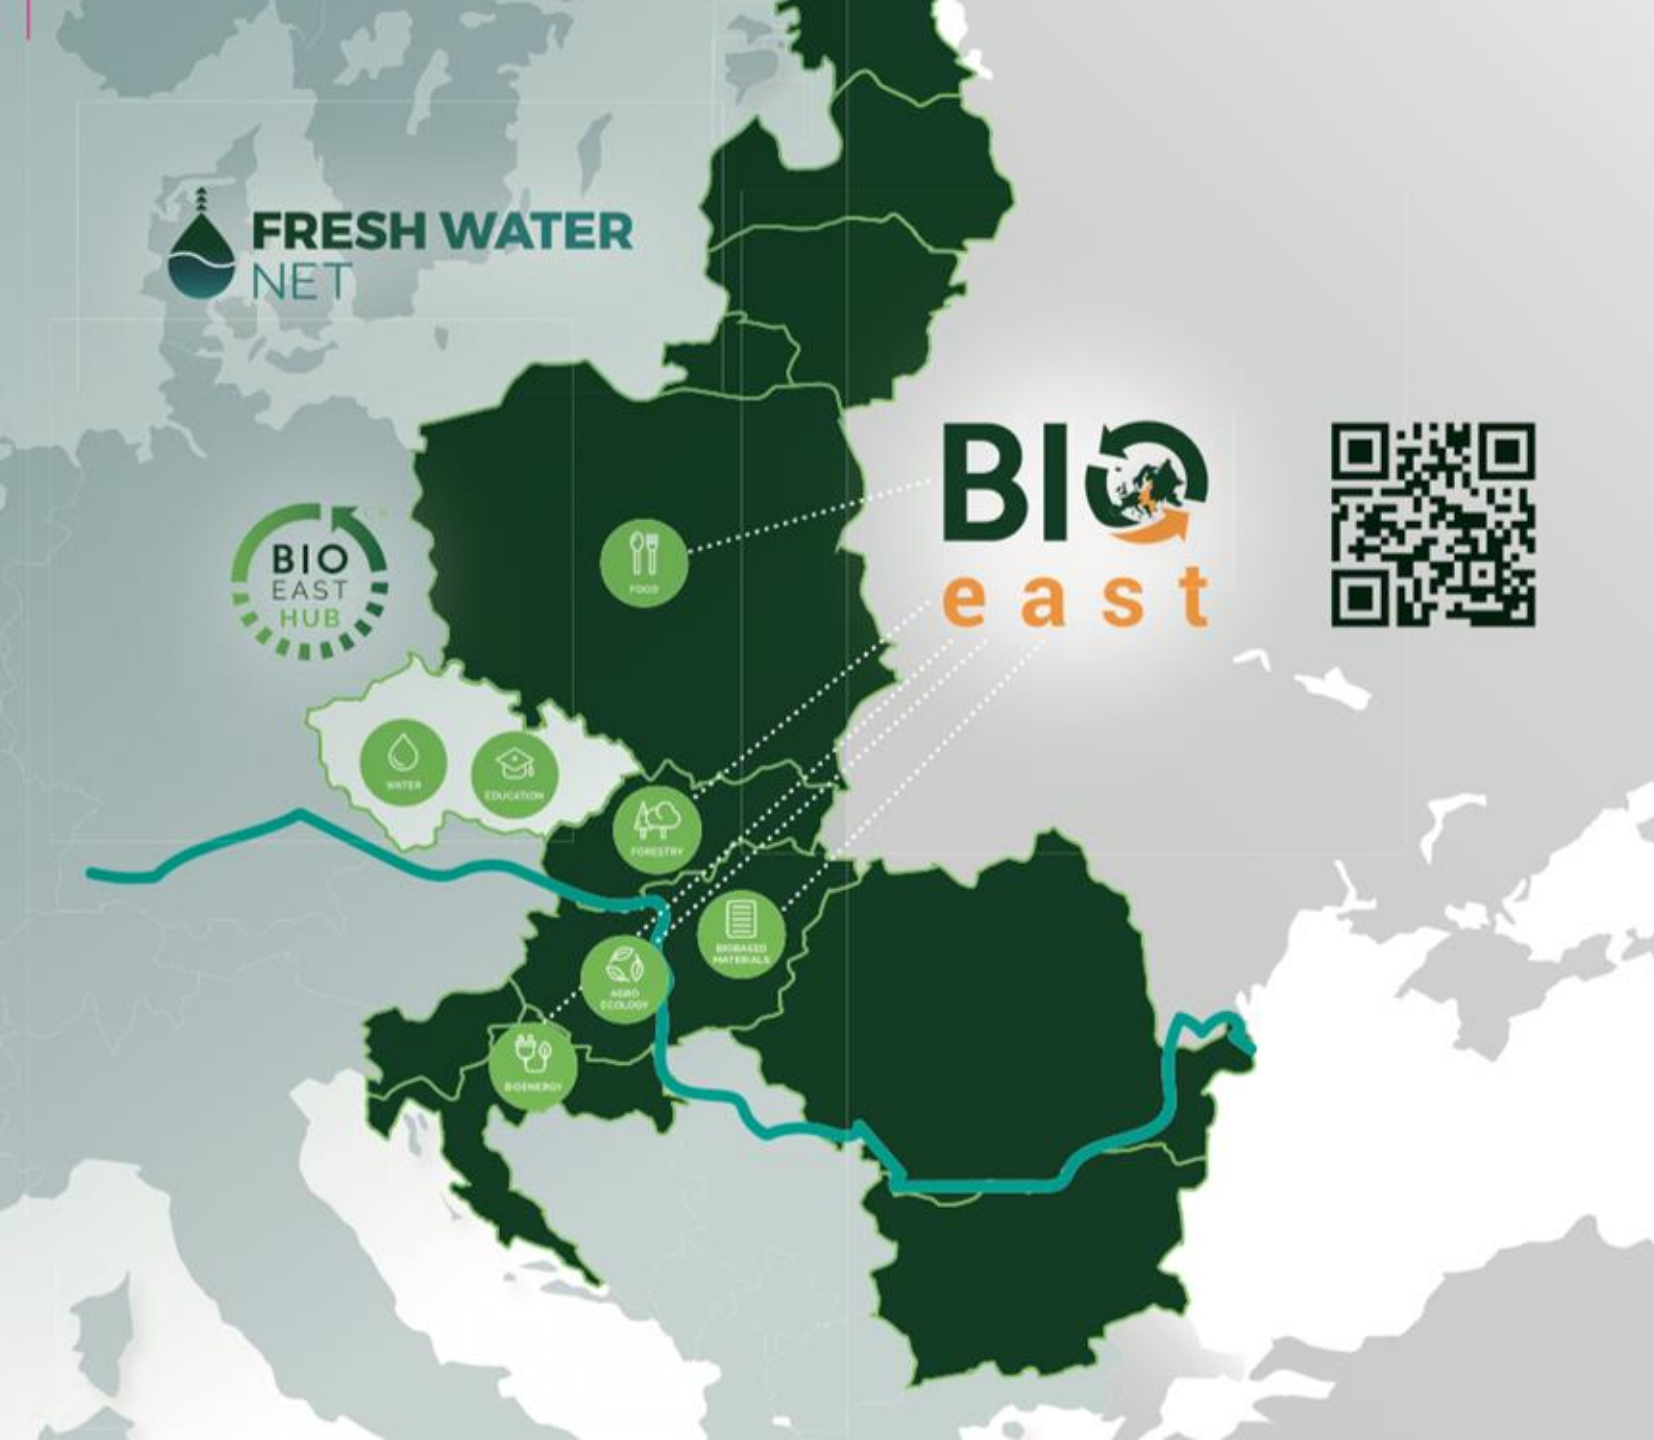 FRESH WATER
NET
BIO
east
BIO
EAST
HUB
FOOD
WATER
EDUCATION
FORESTRY
BIOBASED
MATERIALS
AGRO
ECOLOGY
BIOENERGY